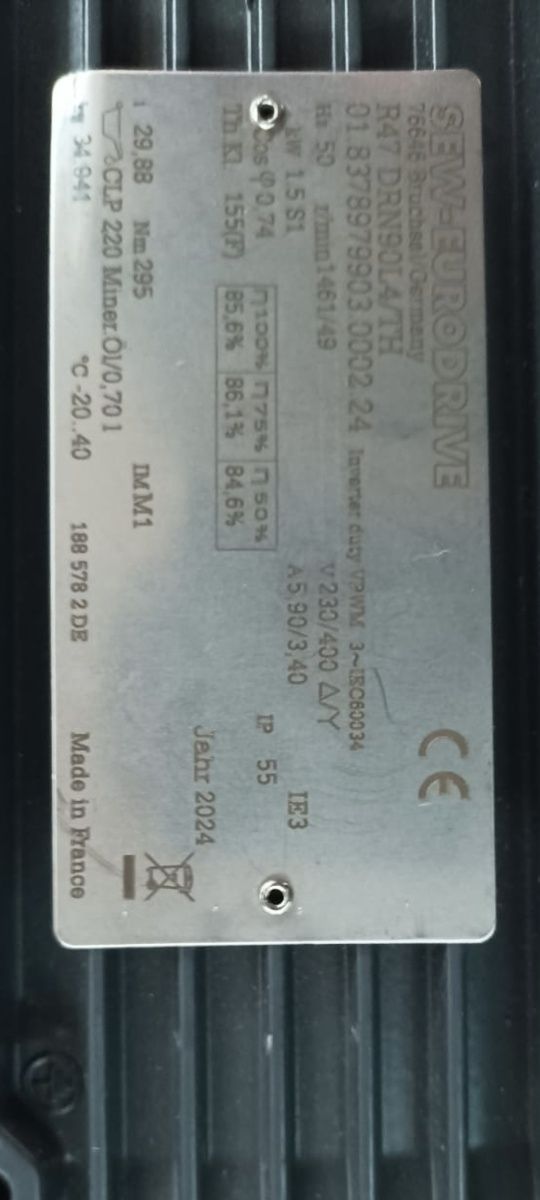 SEW-EURODRIVE
76646 Bruchsal/Germany
R47 DRN90L4/TH
01.8378979903.0002.24 Inverter duty VPWM 3~IEC60034
Hz 50 r/min 1461/49 V 230/400 Δ/Y
kW 1.5 S1 A 5,90/3,40 IE3
cos φ 0,74 η100% η75% η50% IP 55
Th.Kl. 155(F) 85,6% 86,1% 84,6%
Jahr 2024
i 29,88 Nm 295 IM M1
CLP 220 Miner.Öl/0,70 l
kg 34.941 °C -20..40 188 578 2 DE Made in France
CE